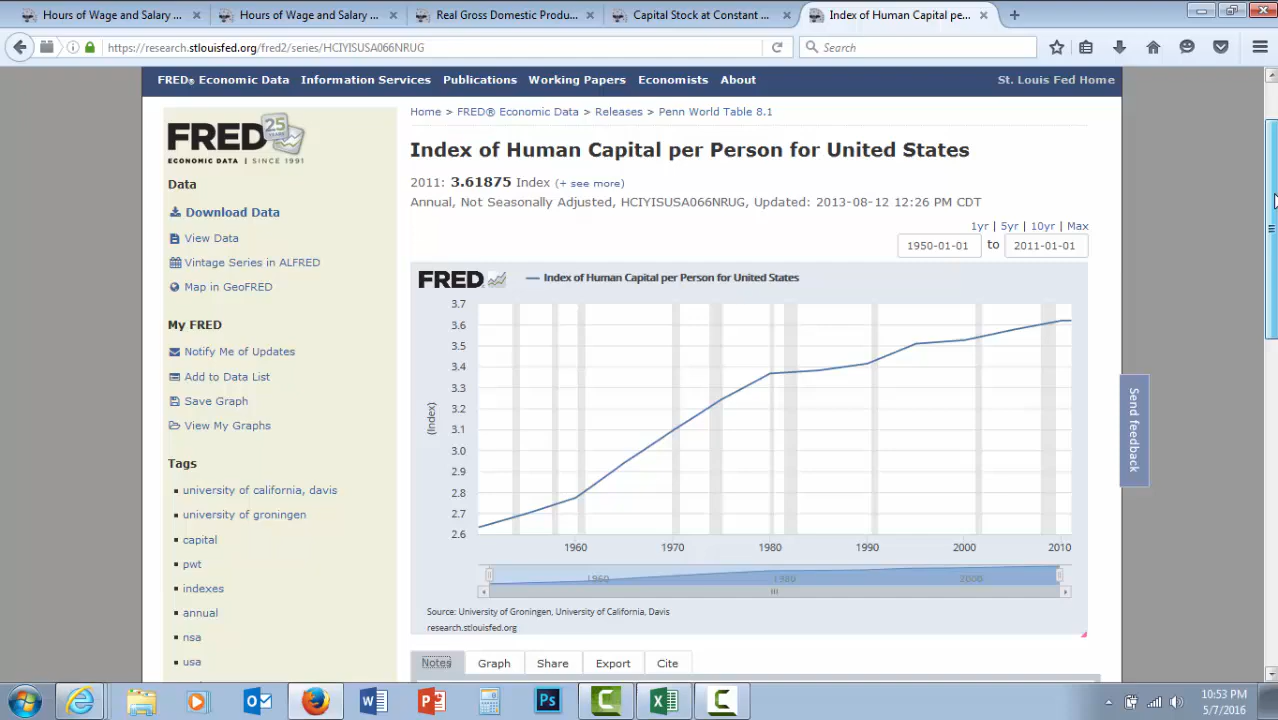 Hours of Wage and Salary ...
Hours of Wage and Salary ...
Real Gross Domestic Produ...
Capital Stock at Constant ...
Index of Human Capital pe...
https://research.stlouisfed.org/fred2/series/HCIYISUSA066NRUG
Search
FRED® Economic Data
Information Services
Publications
Working Papers
Economists
About
St. Louis Fed Home
FRED 25 YEARS
ECONOMIC DATA | SINCE 1991
Data
Download Data
View Data
Vintage Series in ALFRED
Map in GeoFRED
My FRED
Notify Me of Updates
Add to Data List
Save Graph
View My Graphs
Tags
university of california, davis
university of groningen
capital
pwt
indexes
annual
nsa
usa
Home > FRED® Economic Data > Releases > Penn World Table 8.1
Index of Human Capital per Person for United States
2011: 3.61875 Index (+ see more)
Annual, Not Seasonally Adjusted, HCIYISUSA066NRUG, Updated: 2013-08-12 12:26 PM CDT
1yr | 5yr | 10yr | Max
1950-01-01 to 2011-01-01
FRED
Index of Human Capital per Person for United States
3.7
3.6
3.5
3.4
3.3
3.2
3.1
3.0
2.9
2.8
2.7
2.6
(Index)
1960 1970 1980 1990 2000 2010
1960 1980 2000
Source: University of Groningen, University of California, Davis
research.stlouisfed.org
Notes
Graph
Share
Export
Cite
Send feedback
10:53 PM
5/7/2016